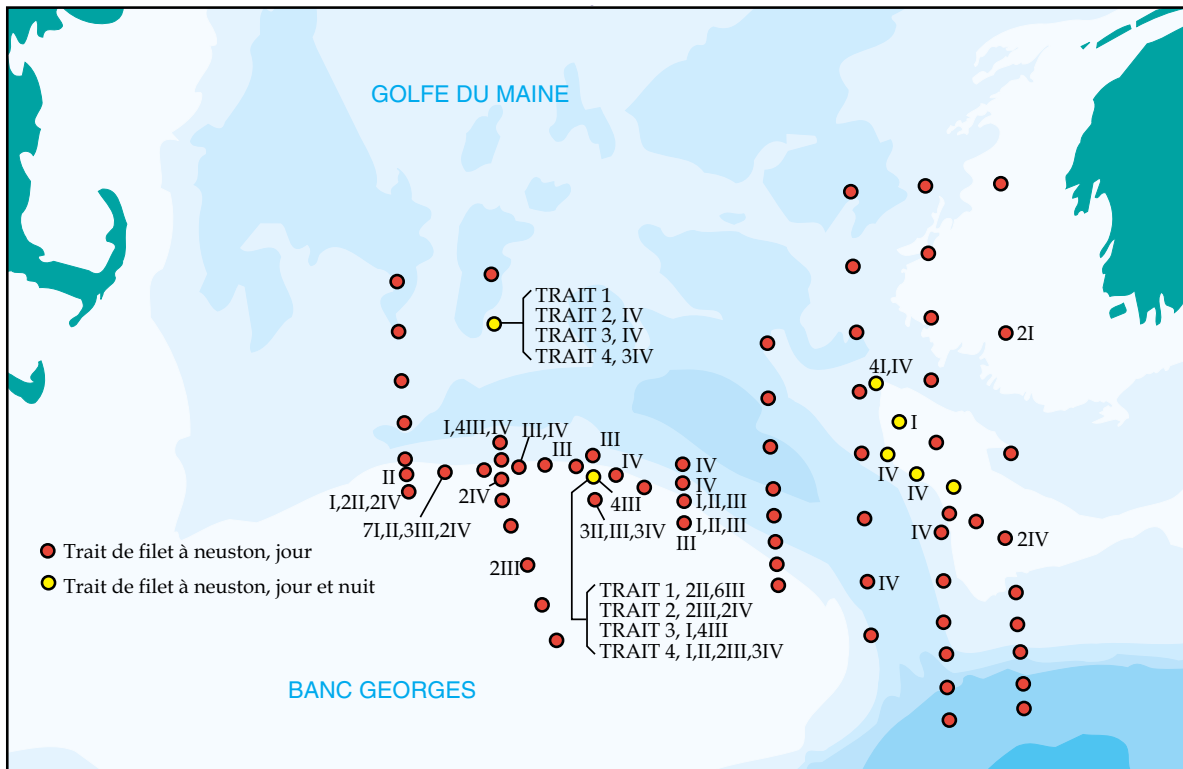 GOLFE DU MAINE
TRAIT 1
TRAIT 2, IV
TRAIT 3, IV
TRAIT 4, 3IV
2I
4I,IV
I
I,4III,IV
III,IV
III
III
IV
IV
IV
IV
IV
II
I,2II,2IV
7I,II,3III,2IV
2IV
4III
3II,III,3IV
I,II,III
I,II,III
III
IV
2IV
Trait de filet à neuston, jour
Trait de filet à neuston, jour et nuit
2III
IV
TRAIT 1, 2II,6III
TRAIT 2, 2III,2IV
TRAIT 3, I,4III
TRAIT 4, I,II,2III,3IV
BANC GEORGES